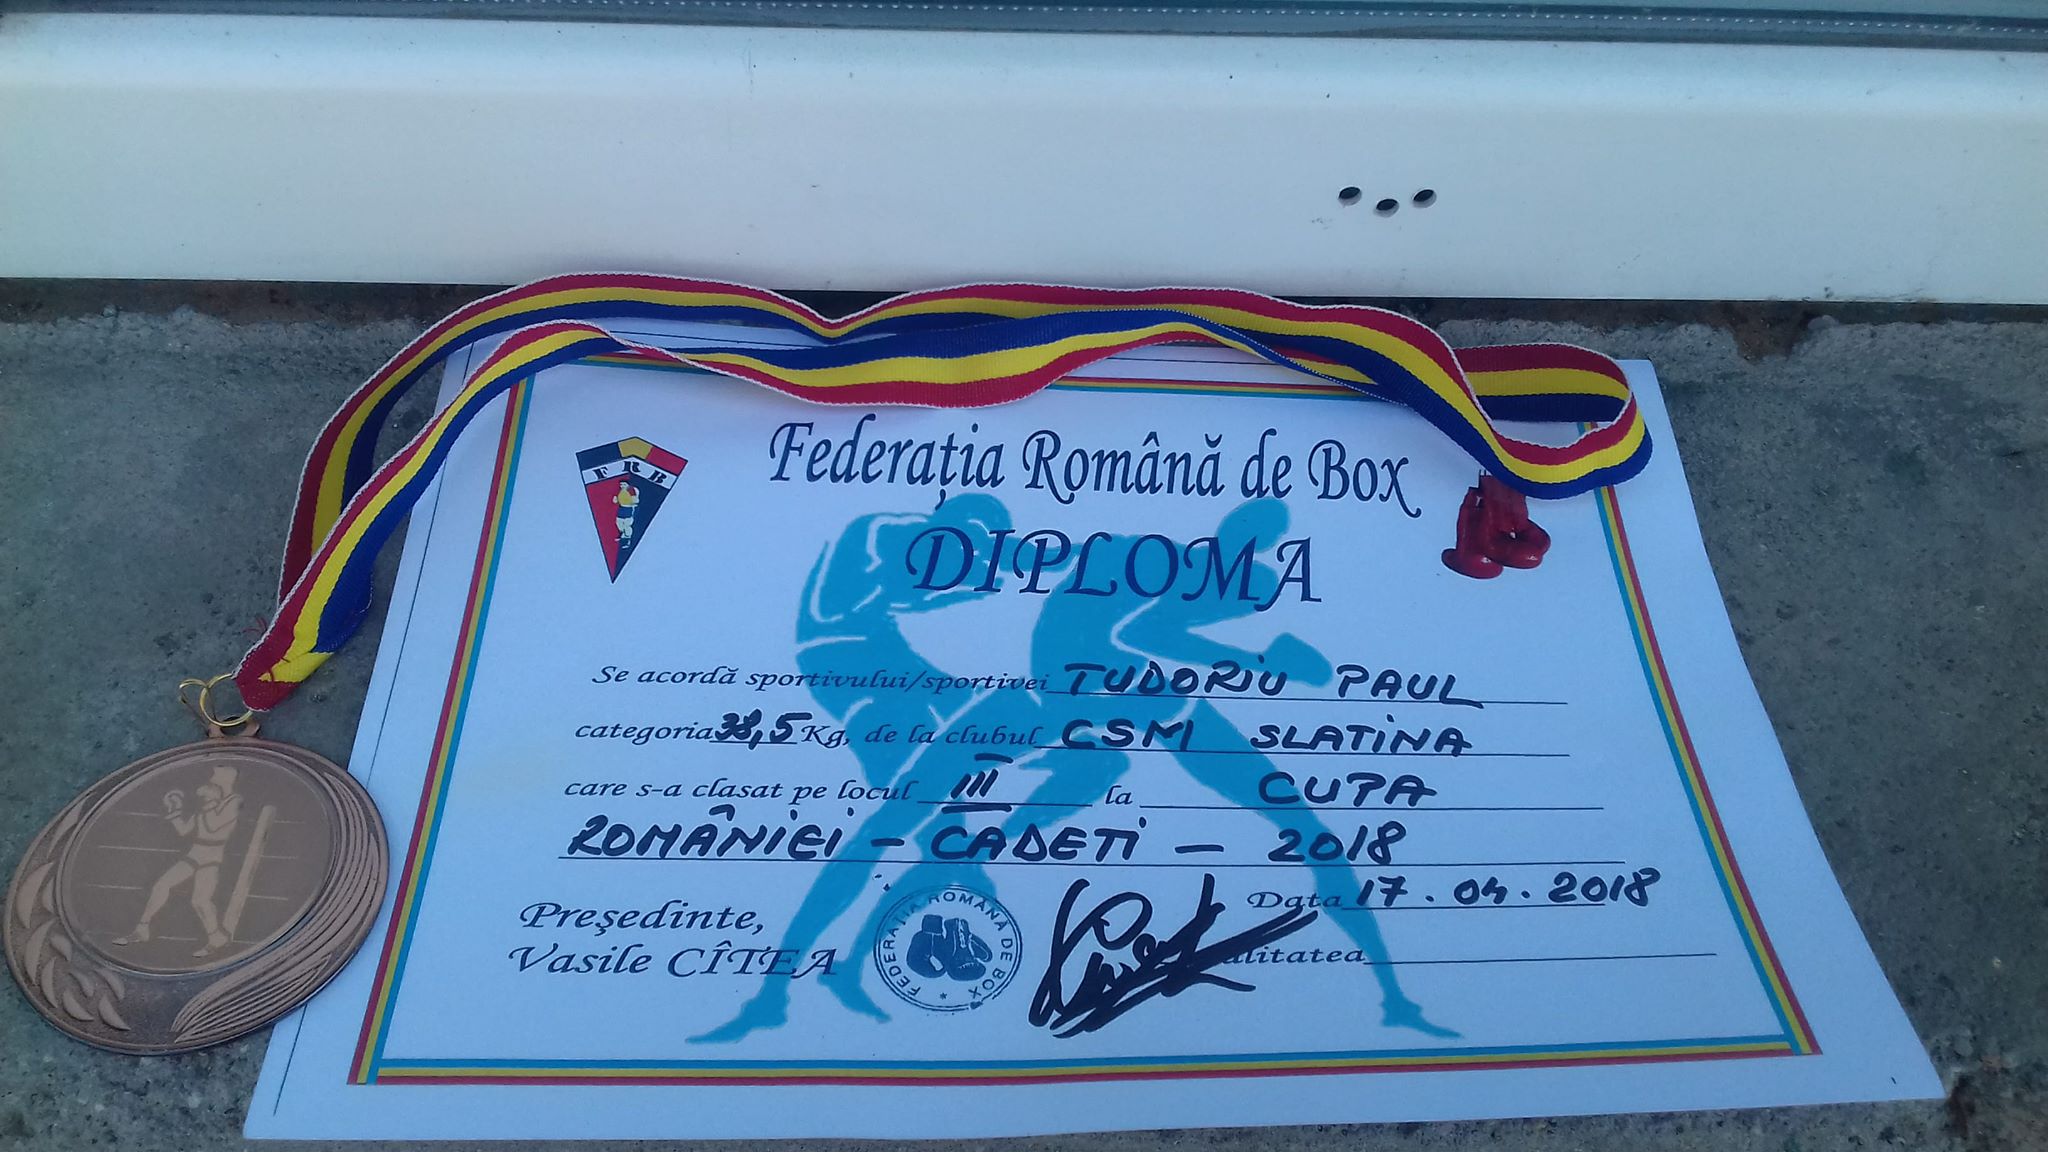 FRB
Federația Română de Box
DIPLOMA
Se acordă sportivului/sportivei TUDORIU PAUL
categoria 38,5 Kg, de la clubul CSM SLATINA
care s-a clasat pe locul III la CUPA
ROMÂNIEI - CADETI - 2018
Data 17.04.2018
Preşedinte,
Vasile CÎTEA
FEDERAȚIA ROMÂNĂ DE BOX *
alitatea